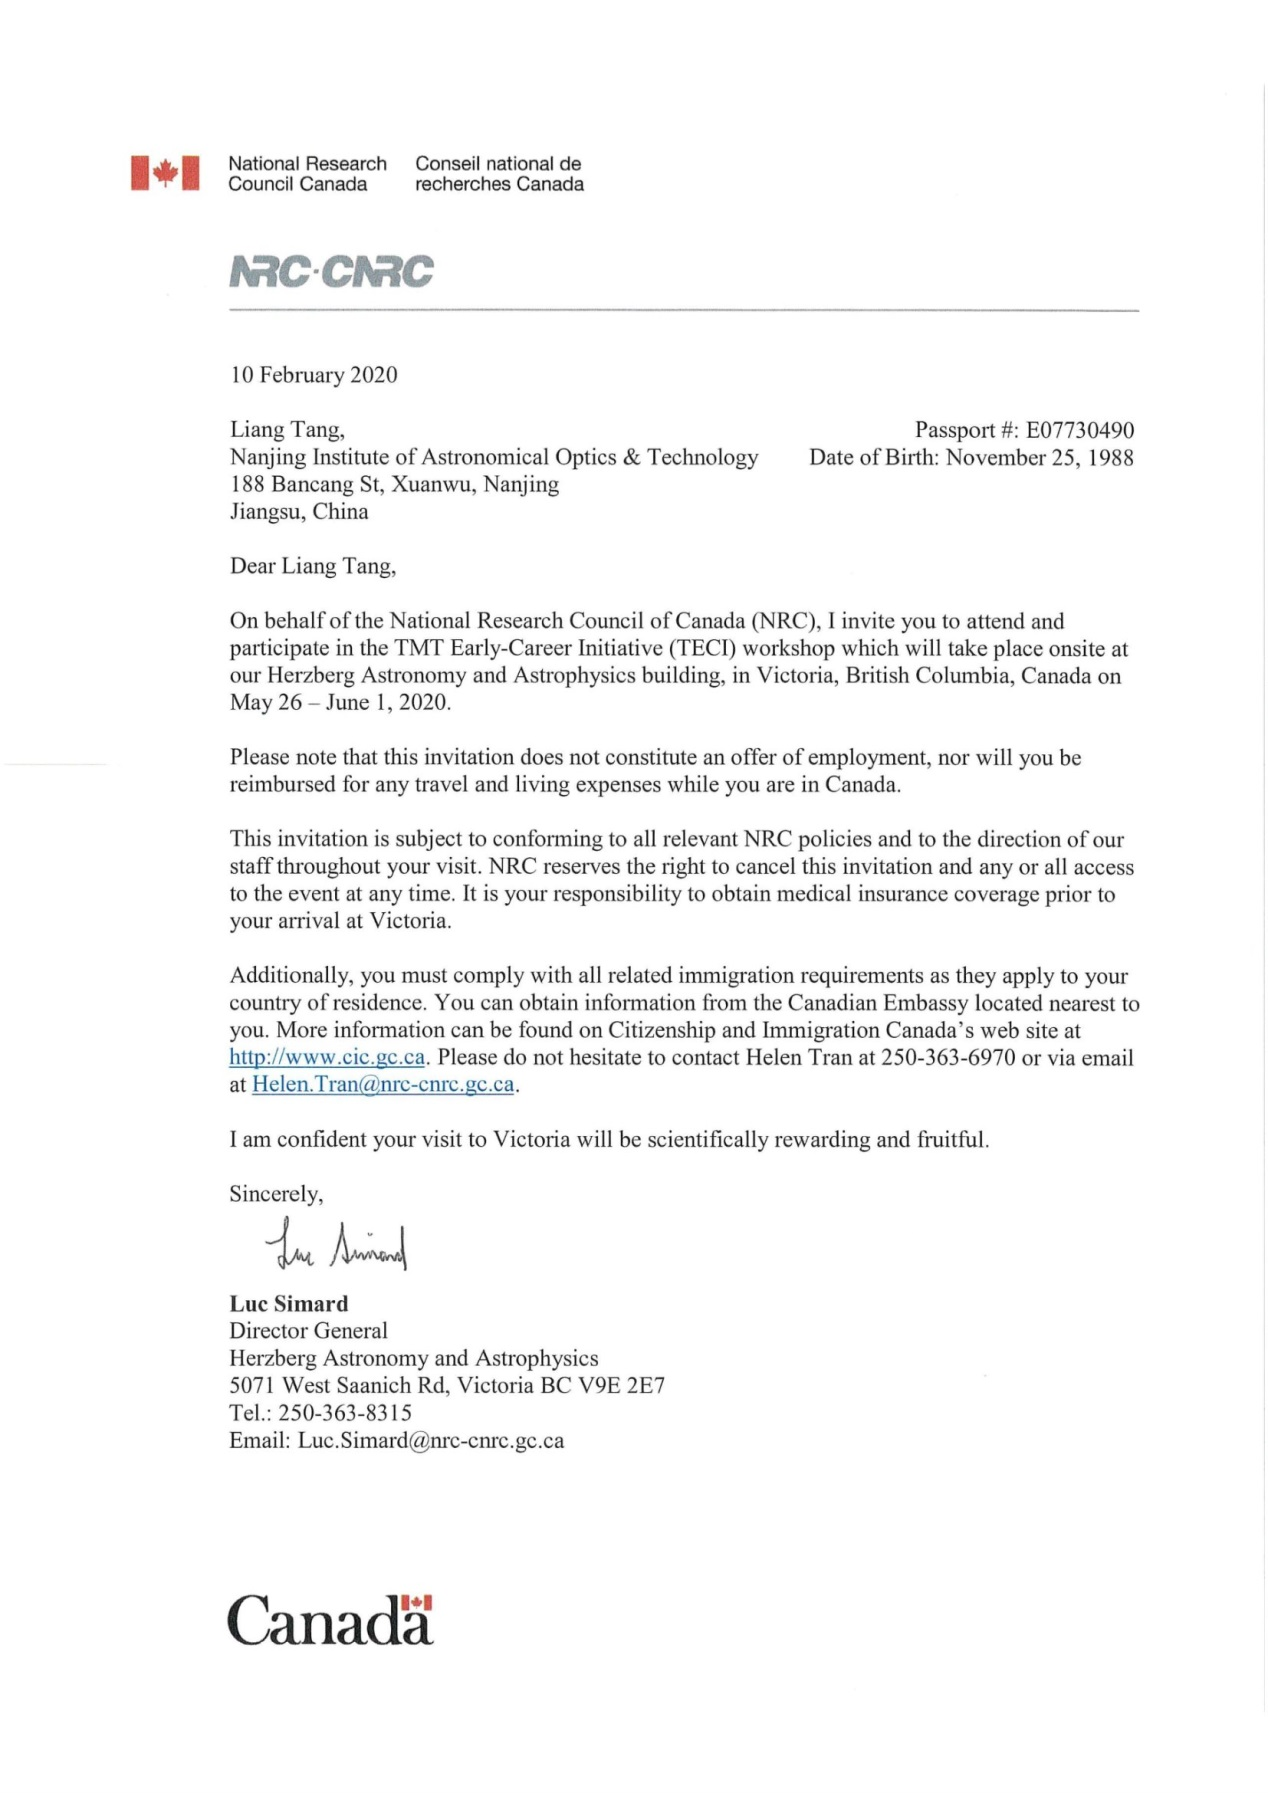 National Research Council Canada
Conseil national de recherches Canada
NRC·CNRC
10 February 2020
Liang Tang,
Passport #: E07730490
Nanjing Institute of Astronomical Optics & Technology
Date of Birth: November 25, 1988
188 Bancang St, Xuanwu, Nanjing
Jiangsu, China
Dear Liang Tang,
On behalf of the National Research Council of Canada (NRC), I invite you to attend and
participate in the TMT Early-Career Initiative (TECI) workshop which will take place onsite at
our Herzberg Astronomy and Astrophysics building, in Victoria, British Columbia, Canada on
May 26 – June 1, 2020.
Please note that this invitation does not constitute an offer of employment, nor will you be
reimbursed for any travel and living expenses while you are in Canada.
This invitation is subject to conforming to all relevant NRC policies and to the direction of our
staff throughout your visit. NRC reserves the right to cancel this invitation and any or all access
to the event at any time. It is your responsibility to obtain medical insurance coverage prior to
your arrival at Victoria.
Additionally, you must comply with all related immigration requirements as they apply to your
country of residence. You can obtain information from the Canadian Embassy located nearest to
you. More information can be found on Citizenship and Immigration Canada's web site at
http://www.cic.gc.ca. Please do not hesitate to contact Helen Tran at 250-363-6970 or via email
at Helen.Tran@nrc-cnrc.gc.ca.
I am confident your visit to Victoria will be scientifically rewarding and fruitful.
Sincerely,
Luc Simard
Luc Simard
Director General
Herzberg Astronomy and Astrophysics
5071 West Saanich Rd, Victoria BC V9E 2E7
Tel.: 250-363-8315
Email: Luc.Simard@nrc-cnrc.gc.ca
Canada